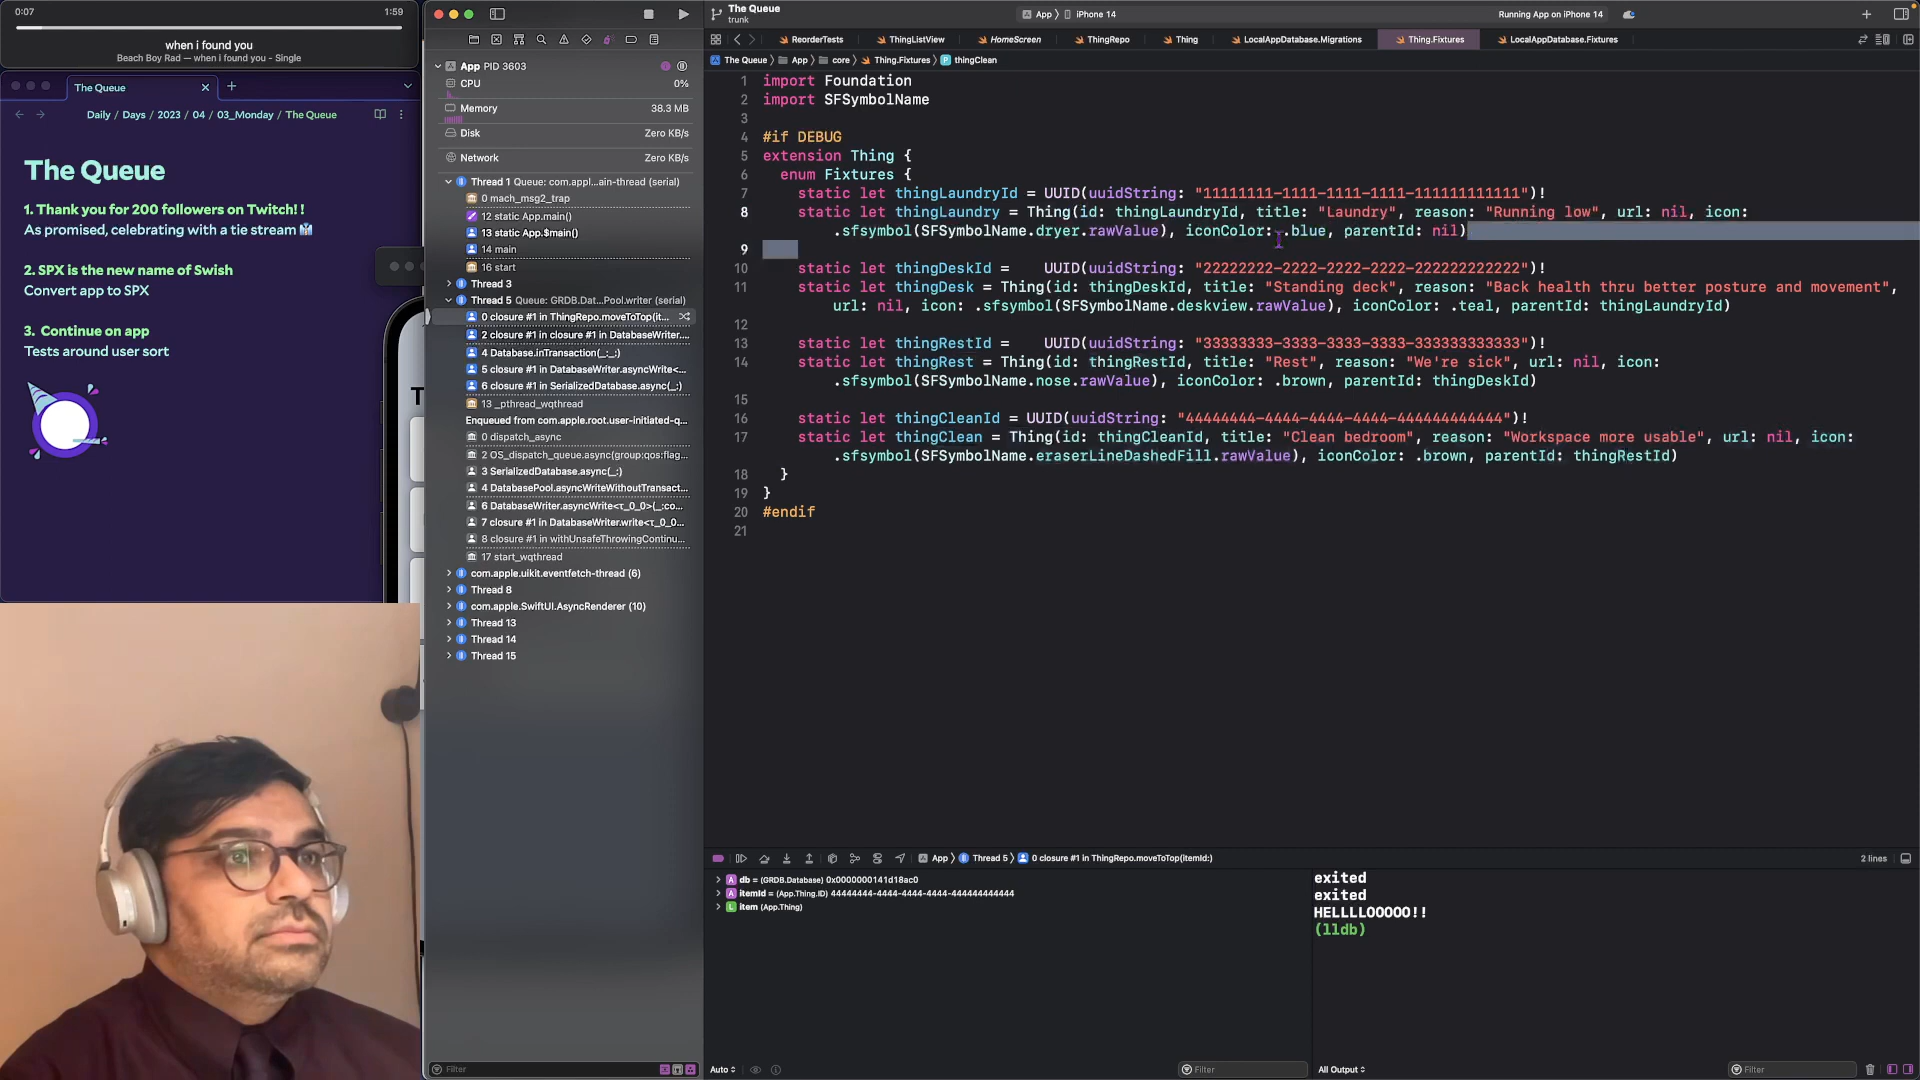 0:07
1:59
when i found you
Beach Boy Rad — when i found you - Single
The Queue
Daily / Days / 2023 / 04 / 03_Monday / The Queue
The Queue
1. Thank you for 200 followers on Twitch! !
As promised, celebrating with a tie stream
2. SPX is the new name of Swish
Convert app to SPX
3. Continue on app
Tests around user sort
App PID 3603
CPU 0%
Memory 38.3 MB
Disk Zero KB/s
Network Zero KB/s
Thread 1 Queue: com.appl...ain-thread (serial)
0 mach_msg2_trap
12 static App.main()
13 static App.$main()
14 main
16 start
Thread 3
Thread 5 Queue: GRDB.Dat...Pool.writer (serial)
0 closure #1 in ThingRepo.moveToTop(it...
2 closure #1 in closure #1 in DatabaseWriter....
4 Database.inTransaction(_:_:)
5 closure #1 in DatabaseWriter.asyncWrite<...
6 closure #1 in SerializedDatabase.async(_:)
13 _pthread_wqthread
Enqueued from com.apple.root.user-initiated-q...
0 dispatch_async
2 OS_dispatch_queue.async(group:qos:flag...
3 SerializedDatabase.async(_:)
4 DatabasePool.asyncWriteWithoutTransact...
6 DatabaseWriter.asyncWrite<τ_0_0>(_:co...
7 closure #1 in DatabaseWriter.write<τ_0_0...
8 closure #1 in withUnsafeThrowingContinu...
17 start_wqthread
com.apple.uikit.eventfetch-thread (6)
Thread 8
com.apple.SwiftUI.AsyncRenderer (10)
Thread 13
Thread 14
Thread 15
Filter
The Queue
trunk
App
iPhone 14
Running App on iPhone 14
ReorderTests
ThingListView
HomeScreen
ThingRepo
Thing
LocalAppDatabase.Migrations
Thing.Fixtures
LocalAppDatabase.Fixtures
The Queue
App
core
Thing.Fixtures
thingClean
1 import Foundation
2 import SFSymbolName
3
4 #if DEBUG
5 extension Thing {
6 enum Fixtures {
7 static let thingLaundryId = UUID(uuidString: "11111111-1111-1111-1111-111111111111")!
8 static let thingLaundry = Thing(id: thingLaundryId, title: "Laundry", reason: "Running low", url: nil, icon:
.sfsymbol(SFSymbolName.dryer.rawValue), iconColor: .blue, parentId: nil)
9
10 static let thingDeskId = UUID(uuidString: "22222222-2222-2222-2222-222222222222")!
11 static let thingDesk = Thing(id: thingDeskId, title: "Standing deck", reason: "Back health thru better posture and movement",
url: nil, icon: .sfsymbol(SFSymbolName.deskview.rawValue), iconColor: .teal, parentId: thingLaundryId)
12
13 static let thingRestId = UUID(uuidString: "33333333-3333-3333-3333-333333333333")!
14 static let thingRest = Thing(id: thingRestId, title: "Rest", reason: "We're sick", url: nil, icon:
.sfsymbol(SFSymbolName.nose.rawValue), iconColor: .brown, parentId: thingDeskId)
15
16 static let thingCleanId = UUID(uuidString: "44444444-4444-4444-4444-444444444444")!
17 static let thingClean = Thing(id: thingCleanId, title: "Clean bedroom", reason: "Workspace more usable", url: nil, icon:
.sfsymbol(SFSymbolName.eraserLineDashedFill.rawValue), iconColor: .brown, parentId: thingRestId)
18 }
19 }
20 #endif
21
App
Thread 5
0 closure #1 in ThingRepo.moveToTop(itemId:)
2 lines
A db = (GRDB.Database) 0x0000000141d18ac0
A itemId = (App.Thing.ID) 44444444-4444-4444-4444-444444444444
L item (App.Thing)
exited
exited
HELLLLOOOOO!!
(lldb)
Auto
Filter
All Output
Filter